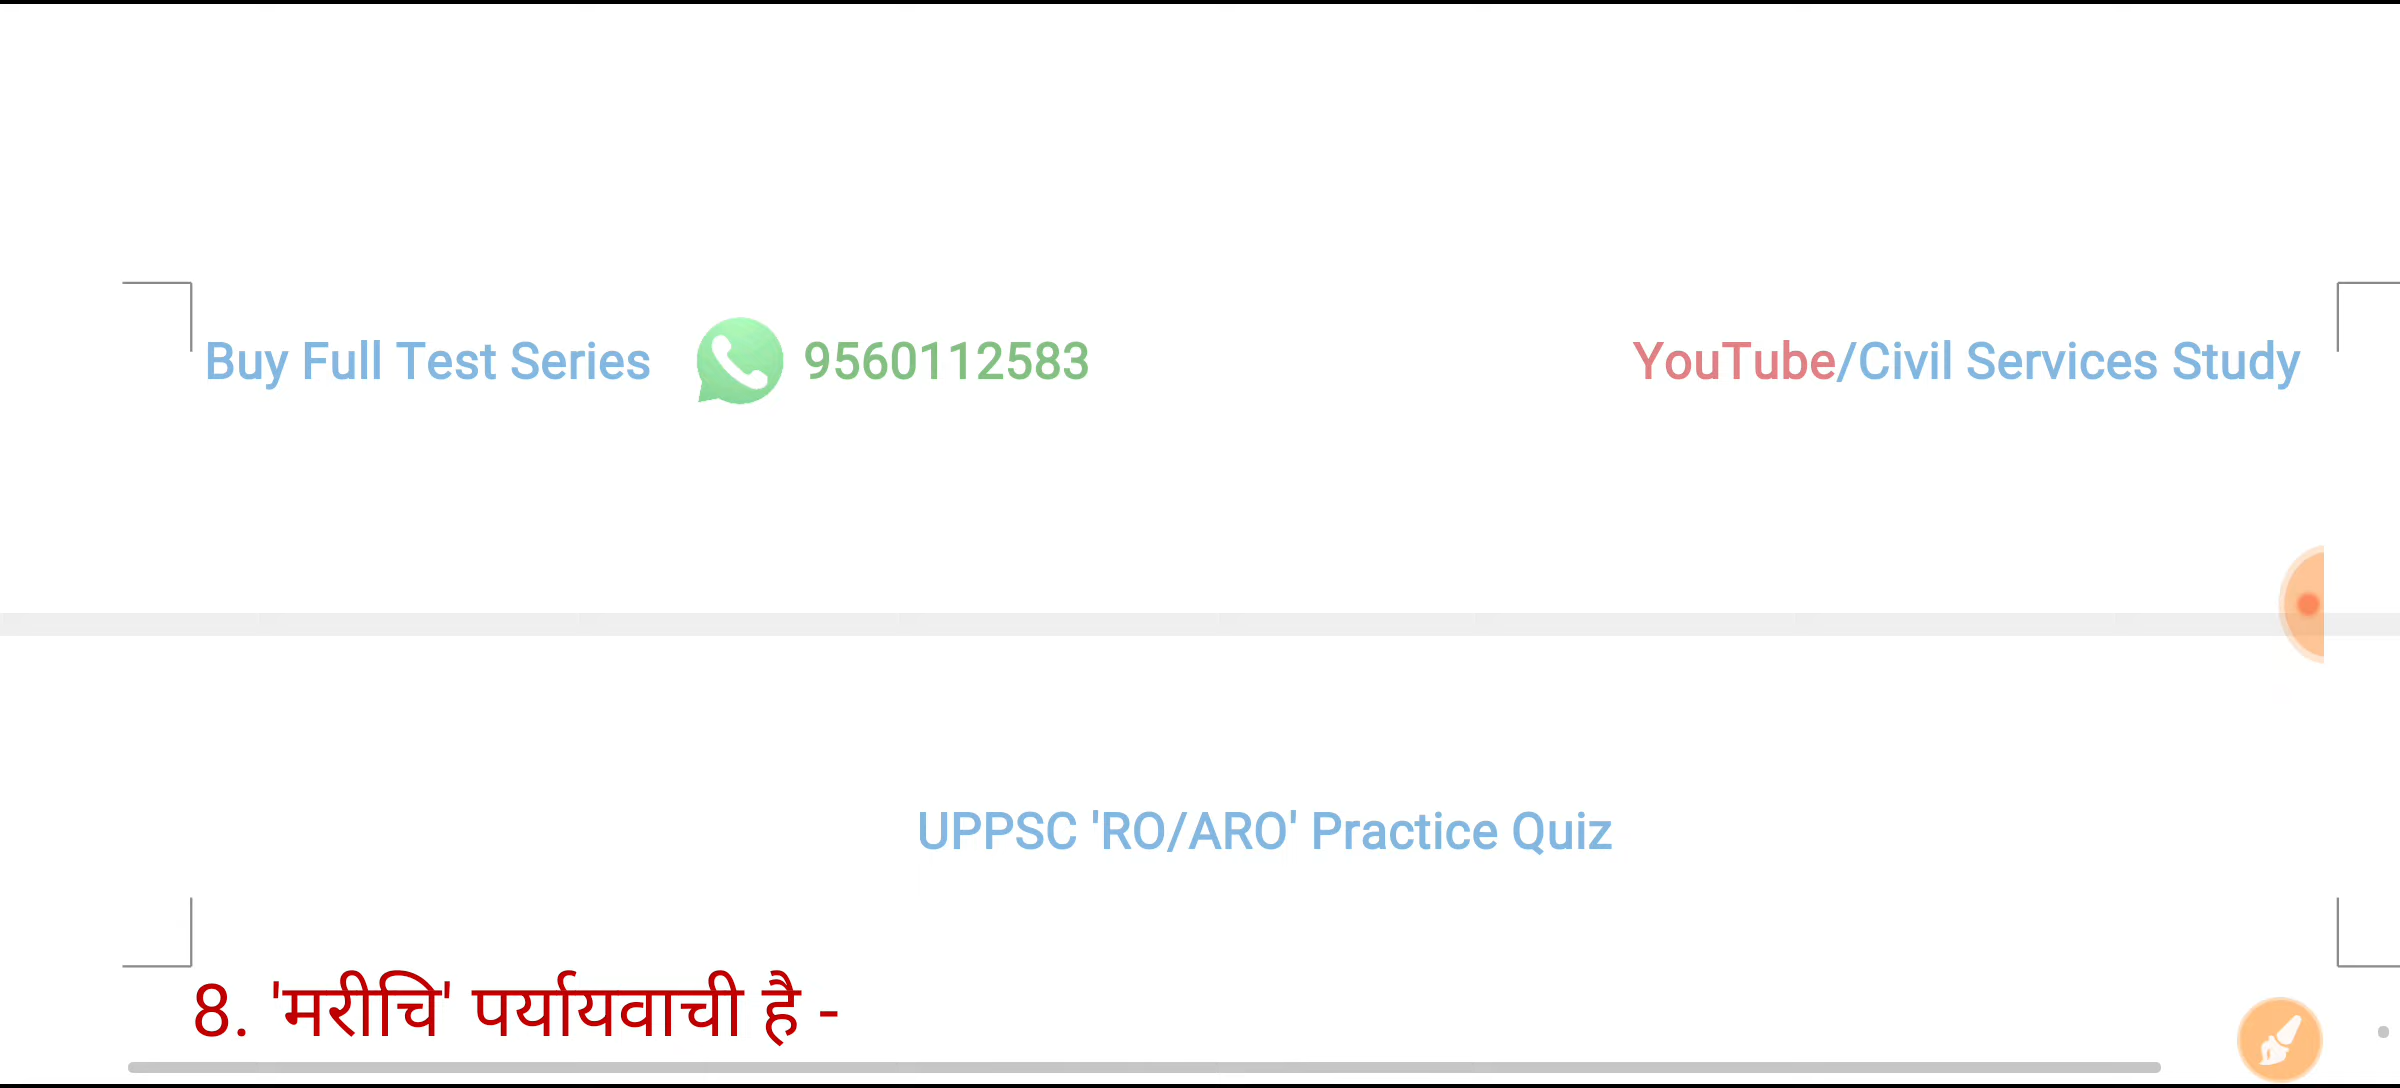 Buy Full Test Series 9560112583 YouTube/Civil Services Study
UPPSC 'RO/ARO' Practice Quiz
8. 'मरीचि' पर्यायवाची है -